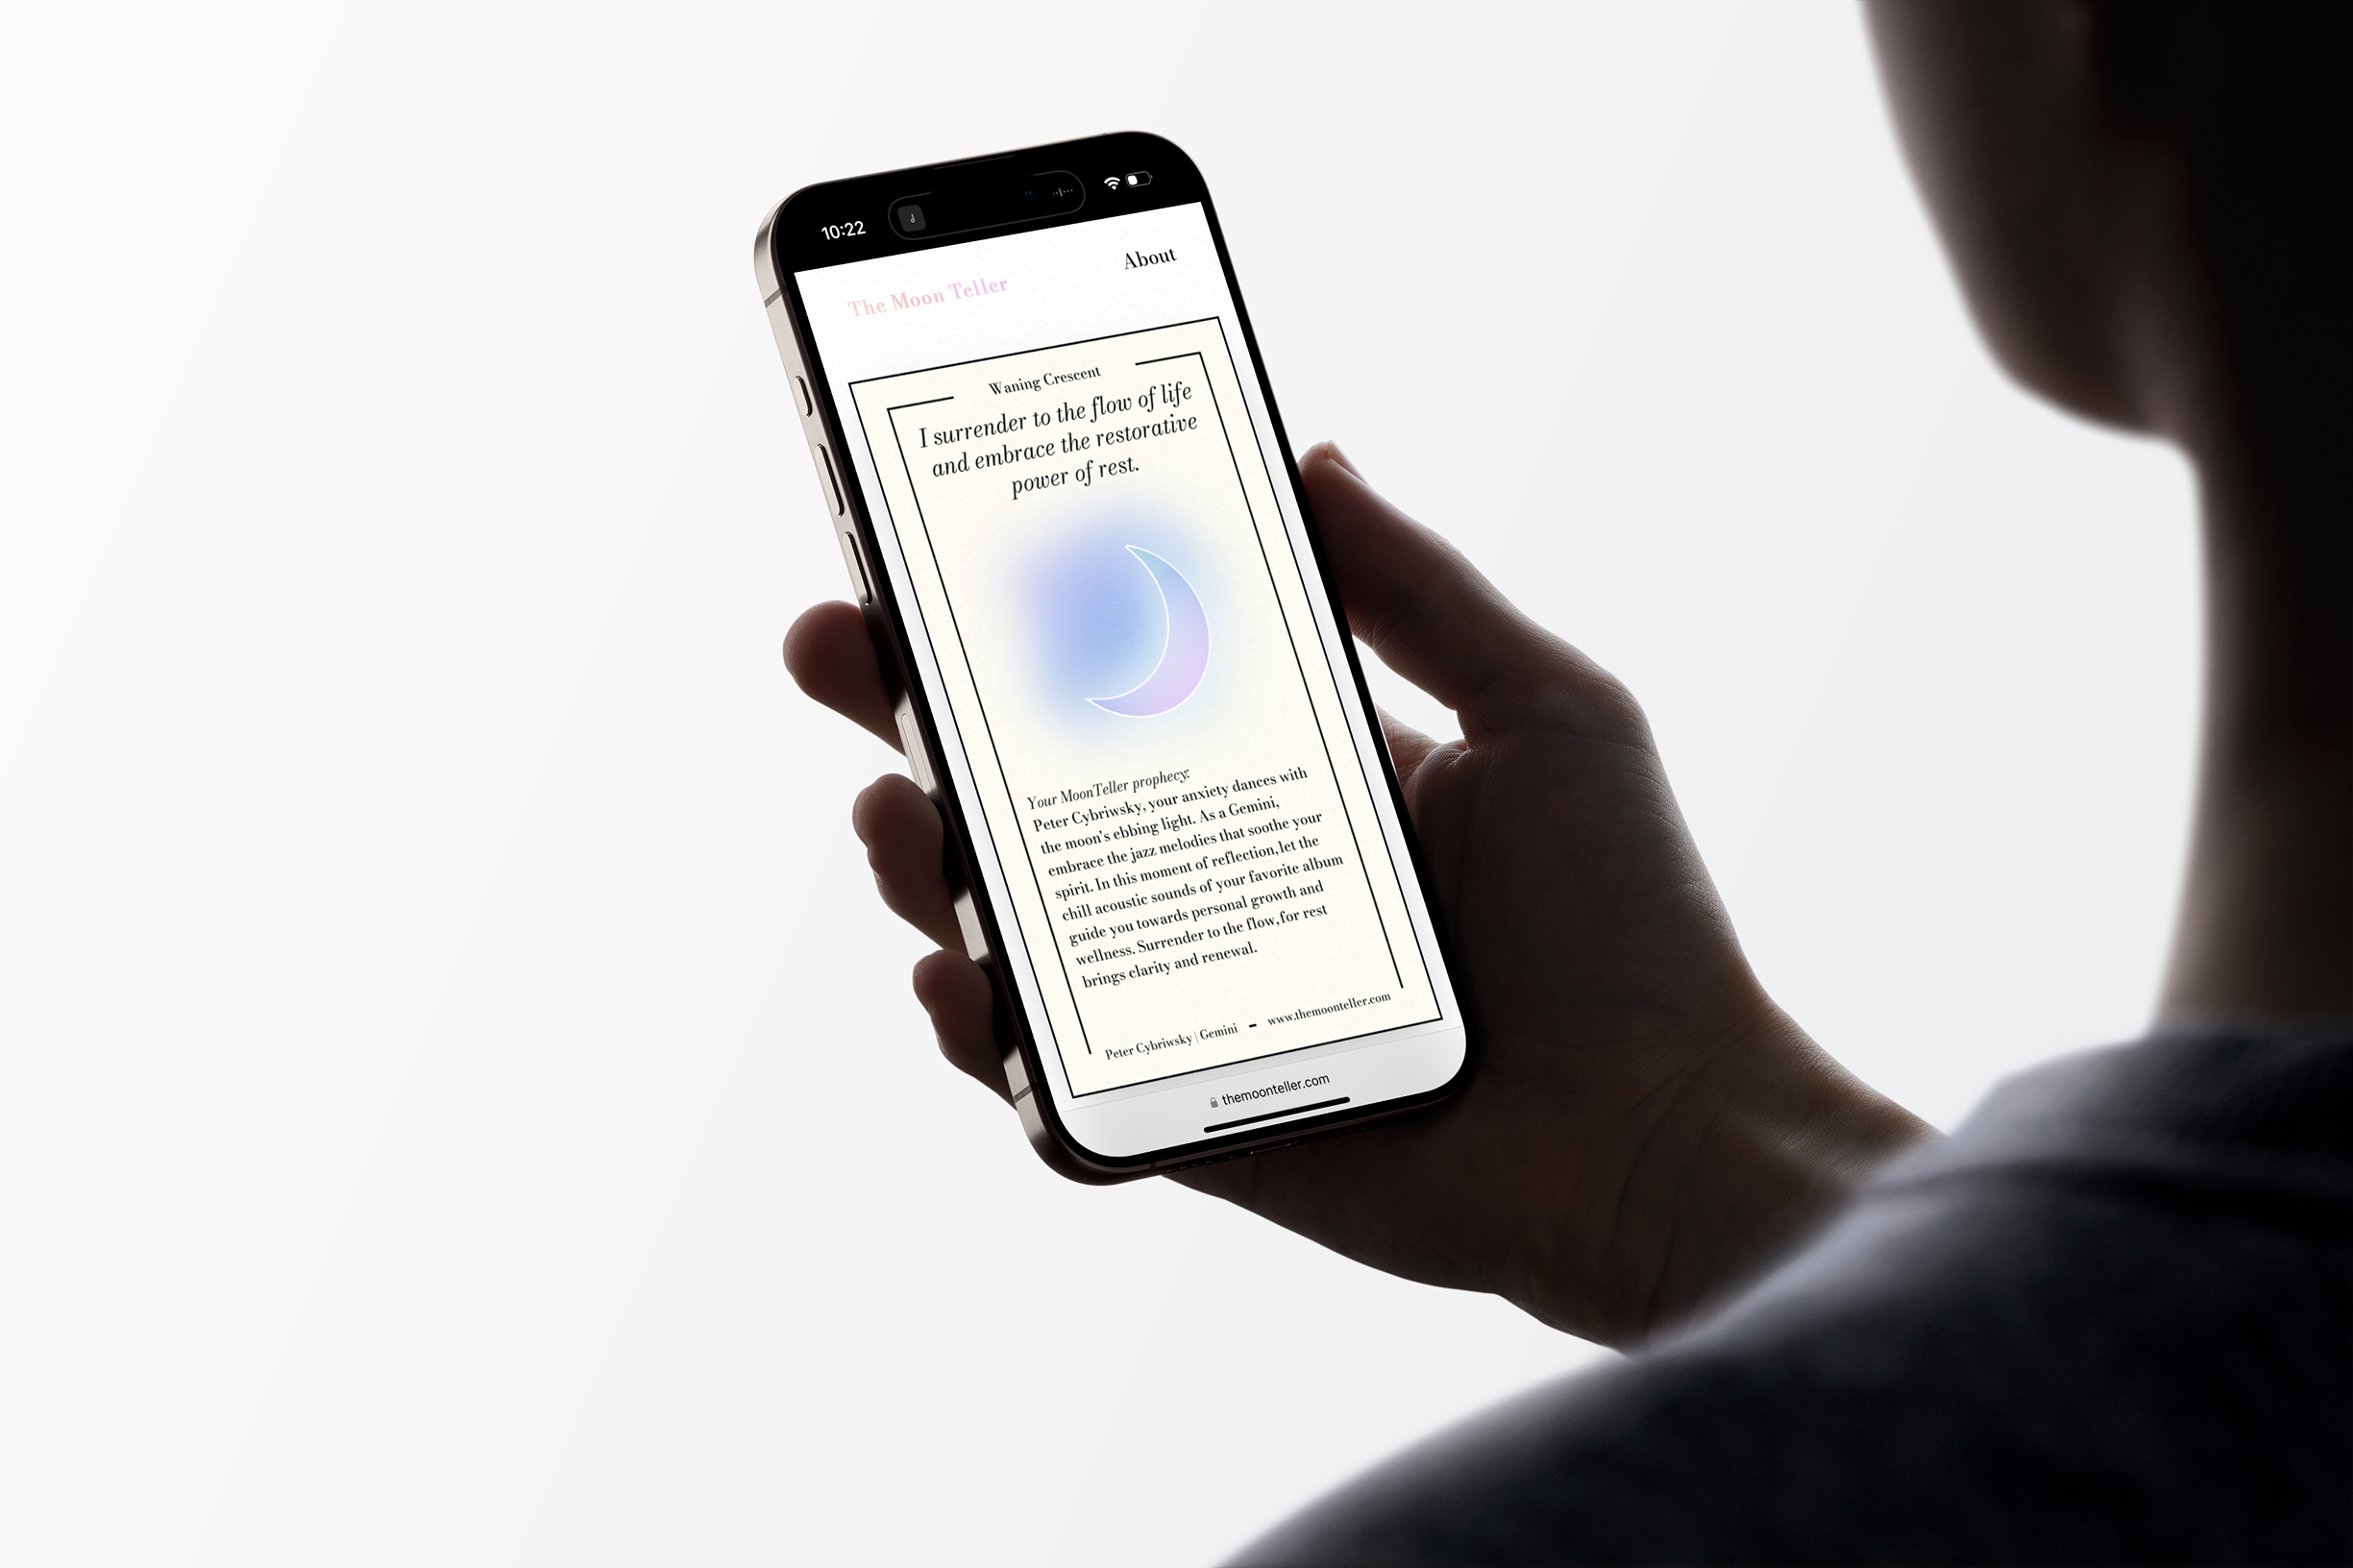 10:22
About
The Moon Teller
Waning Crescent
I surrender to the flow of life
and embrace the restorative
power of rest.
Your MoonTeller prophecy:
Peter Cybriwsky, your anxiety dances with
the moon's ebbing light. As a Gemini,
embrace the jazz melodies that soothe your
spirit. In this moment of reflection, let the
chill acoustic sounds of your favorite album
guide you towards personal growth and
wellness. Surrender to the flow, for rest
brings clarity and renewal.
Peter Cybriwsky | Gemini – www.themoonteller.com
themoonteller.com